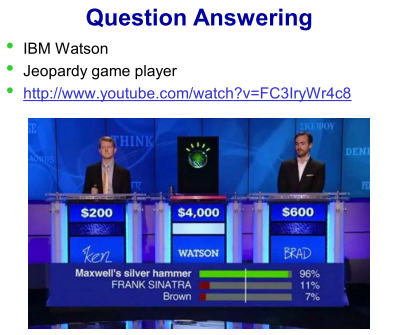 Question Answering
IBM Watson
Jeopardy game player
http://www.youtube.com/watch?v=FC3IryWr4c8
THINK
$200
$4,000
$600
Ken
WATSON
BRAD
Maxwell's silver hammer 96%
FRANK SINATRA 11%
Brown 7%